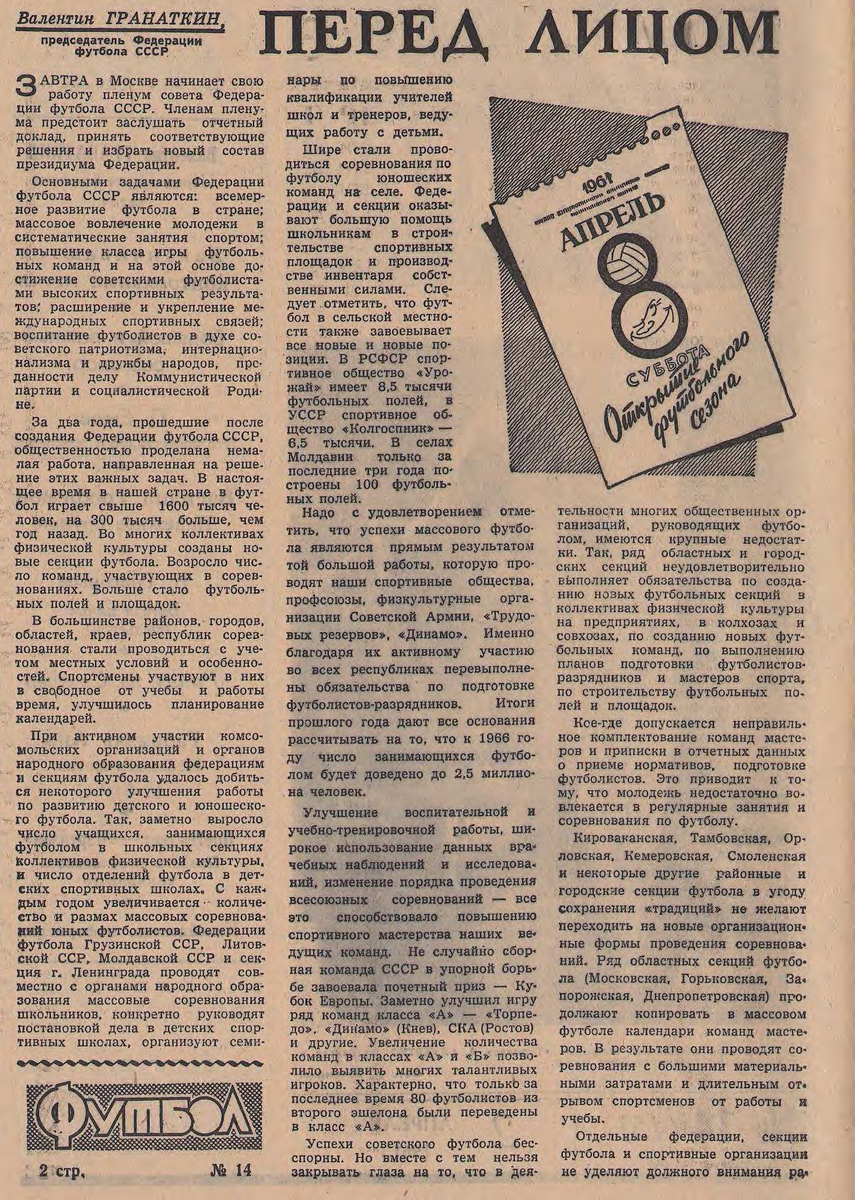 Валентин ГРАНАТКИН,
председатель Федерации
футбола СССР
ПЕРЕД ЛИЦОМ
ЗАВТРА в Москве начинает свою
работу пленум совета Федера-
ции футбола СССР. Членам плену-
ма предстоит заслушать отчетный
доклад, принять соответствующие
решения и избрать новый состав
президиума Федерации.
Основными задачами Федерации
футбола СССР являются: всемер-
ное развитие футбола в стране;
массовое вовлечение молодежи в
систематические занятия спортом;
повышение класса игры футболь-
ных команд и на этой основе до-
стижение советскими футболиста-
ми высоких спортивных результа-
тов; расширение и укрепление ме-
ждународных спортивных связей;
воспитание футболистов в духе со-
ветского патриотизма, интернацио-
нализма и дружбы народов, пре-
данности делу Коммунистической
партии и социалистической Роди-
не.
За два года, прошедшие после
создания Федерации футбола СССР,
общественностью проделана нема-
лая работа, направленная на реше-
ние этих важных задач. В настоя-
щее время в нашей стране в фут-
бол играет свыше 1600 тысяч че-
ловек, на 300 тысяч больше, чем
год назад. Во многих коллективах
физической культуры созданы но-
вые секции футбола. Возросло чис-
ло команд, участвующих в сорев-
нованиях. Больше стало футболь-
ных полей и площадок.
В большинстве районов, городов,
областей, краев, республик сорев-
нования стали проводиться с уче-
том местных условий и особенно-
стей. Спортсмены участвуют в них
в свободное от учебы и работы
время, улучшилось планирование
календарей.
При активном участии комсо-
мольских организаций и органов
народного образования федерациям
и секциям футбола удалось добить-
ся некоторого улучшения работы
по развитию детского и юношеско-
го футбола. Так, заметно выросло
число учащихся, занимающихся
футболом в школьных секциях
коллективов физической культуры,
и число отделений футбола в дет-
ских спортивных школах. С каж-
дым годом увеличивается количе-
ство и размах массовых соревнова-
ний юных футболистов. Федерации
футбола Грузинской ССР, Литов-
ской ССР, Молдавской ССР и сек-
ция г. Ленинграда проводят сов-
местно с органами народного обра-
зования массовые соревнования
школьников, конкретно руководят
постановкой дела в детских спор-
тивных школах, организуют семи-
ФУТБОЛ
2 стр.
№ 14
нары по повышению
квалификации учителей
школ и тренеров, веду-
щих работу с детьми.
Шире стали прово-
диться соревнования по
футболу юношеских
команд на селе. Феде-
рации и секции оказы-
вают большую помощь
школьникам в строи-
тельстве спортивных
площадок и производ-
стве инвентаря собст-
венными силами. Сле-
дует отметить, что фут-
бол в сельской местно-
сти также завоевывает
все новые и новые по-
зиции. В РСФСР спор-
тивное общество «Уро-
жай» имеет 8,5 тысячи
футбольных полей, в
УССР спортивное об-
щество «Колгоспник» —
6,5 тысячи. В селах
Молдавии только за
последние три года по-
строены 100 футболь-
ных полей.
Надо с удовлетворением отме-
тить, что успехи массового футбо-
ла являются прямым результатом
той большой работы, которую про-
водят наши спортивные общества,
профсоюзы, физкультурные орга-
низации Советской Армии, «Трудо-
вых резервов», «Динамо». Именно
благодаря их активному участию
во всех республиках перевыполне-
ны обязательства по подготовке
футболистов-разрядников. Итоги
прошлого года дают все основания
рассчитывать на то, что к 1966 го-
ду число занимающихся футбо-
лом будет доведено до 2,5 миллио-
на человек.
Улучшение воспитательной и
учебно-тренировочной работы, ши-
рокое использование данных вра-
чебных наблюдений и исследова-
ний, изменение порядка проведения
всесоюзных соревнований — все
это способствовало повышению
спортивного мастерства наших ве-
дущих команд. Не случайно сбор-
ная команда СССР в упорной борь-
бе завоевала почетный приз — Ку-
бок Европы. Заметно улучшил игру
ряд команд класса «А» — «Торпе-
до», «Динамо» (Киев), СКА (Ростов)
и другие. Увеличение количества
команд в классах «А» и «Б» позво-
лило выявить многих талантливых
игроков. Характерно, что только за
последнее время 80 футболистов из
второго эшелона были переведены
в класс «А».
Успехи советского футбола бес-
спорны. Но вместе с тем нельзя
закрывать глаза на то, что в дея-
1961
АПРЕЛЬ
8
СУББОТА
Открытие
футбольного
сезона
тельности многих общественных ор-
ганизаций, руководящих футбо-
лом, имеются крупные недостат-
ки. Так, ряд областных и город-
ских секций неудовлетворительно
выполняет обязательства по созда-
нию новых футбольных секций в
коллективах физической культуры
на предприятиях, в колхозах и
совхозах, по созданию новых фут-
больных команд, по выполнению
планов подготовки футболистов-
разрядников и мастеров спорта,
по строительству футбольных по-
лей и площадок.
Кое-где допускается неправиль-
ное комплектование команд масте-
ров и приписки в отчетных данных
о приеме нормативов, подготовке
футболистов. Это приводит к то-
му, что молодежь недостаточно во-
влекается в регулярные занятия и
соревнования по футболу.
Кироваканская, Тамбовская, Ор-
ловская, Кемеровская, Смоленская
и некоторые другие районные и
городские секции футбола в угоду
сохранения «традиций» не желают
переходить на новые организацион-
ные формы проведения соревнова-
ний. Ряд областных секций футбо-
ла (Московская, Горьковская, За-
порожская, Днепропетровская) про-
должают копировать в массовом
футболе календари команд масте-
ров. В результате они проводят со-
ревнования с большими материаль-
ными затратами и длительным от-
рывом спортсменов от работы и
учебы.
Отдельные федерации, секции
футбола и спортивные организации
не уделяют должного внимания ра-